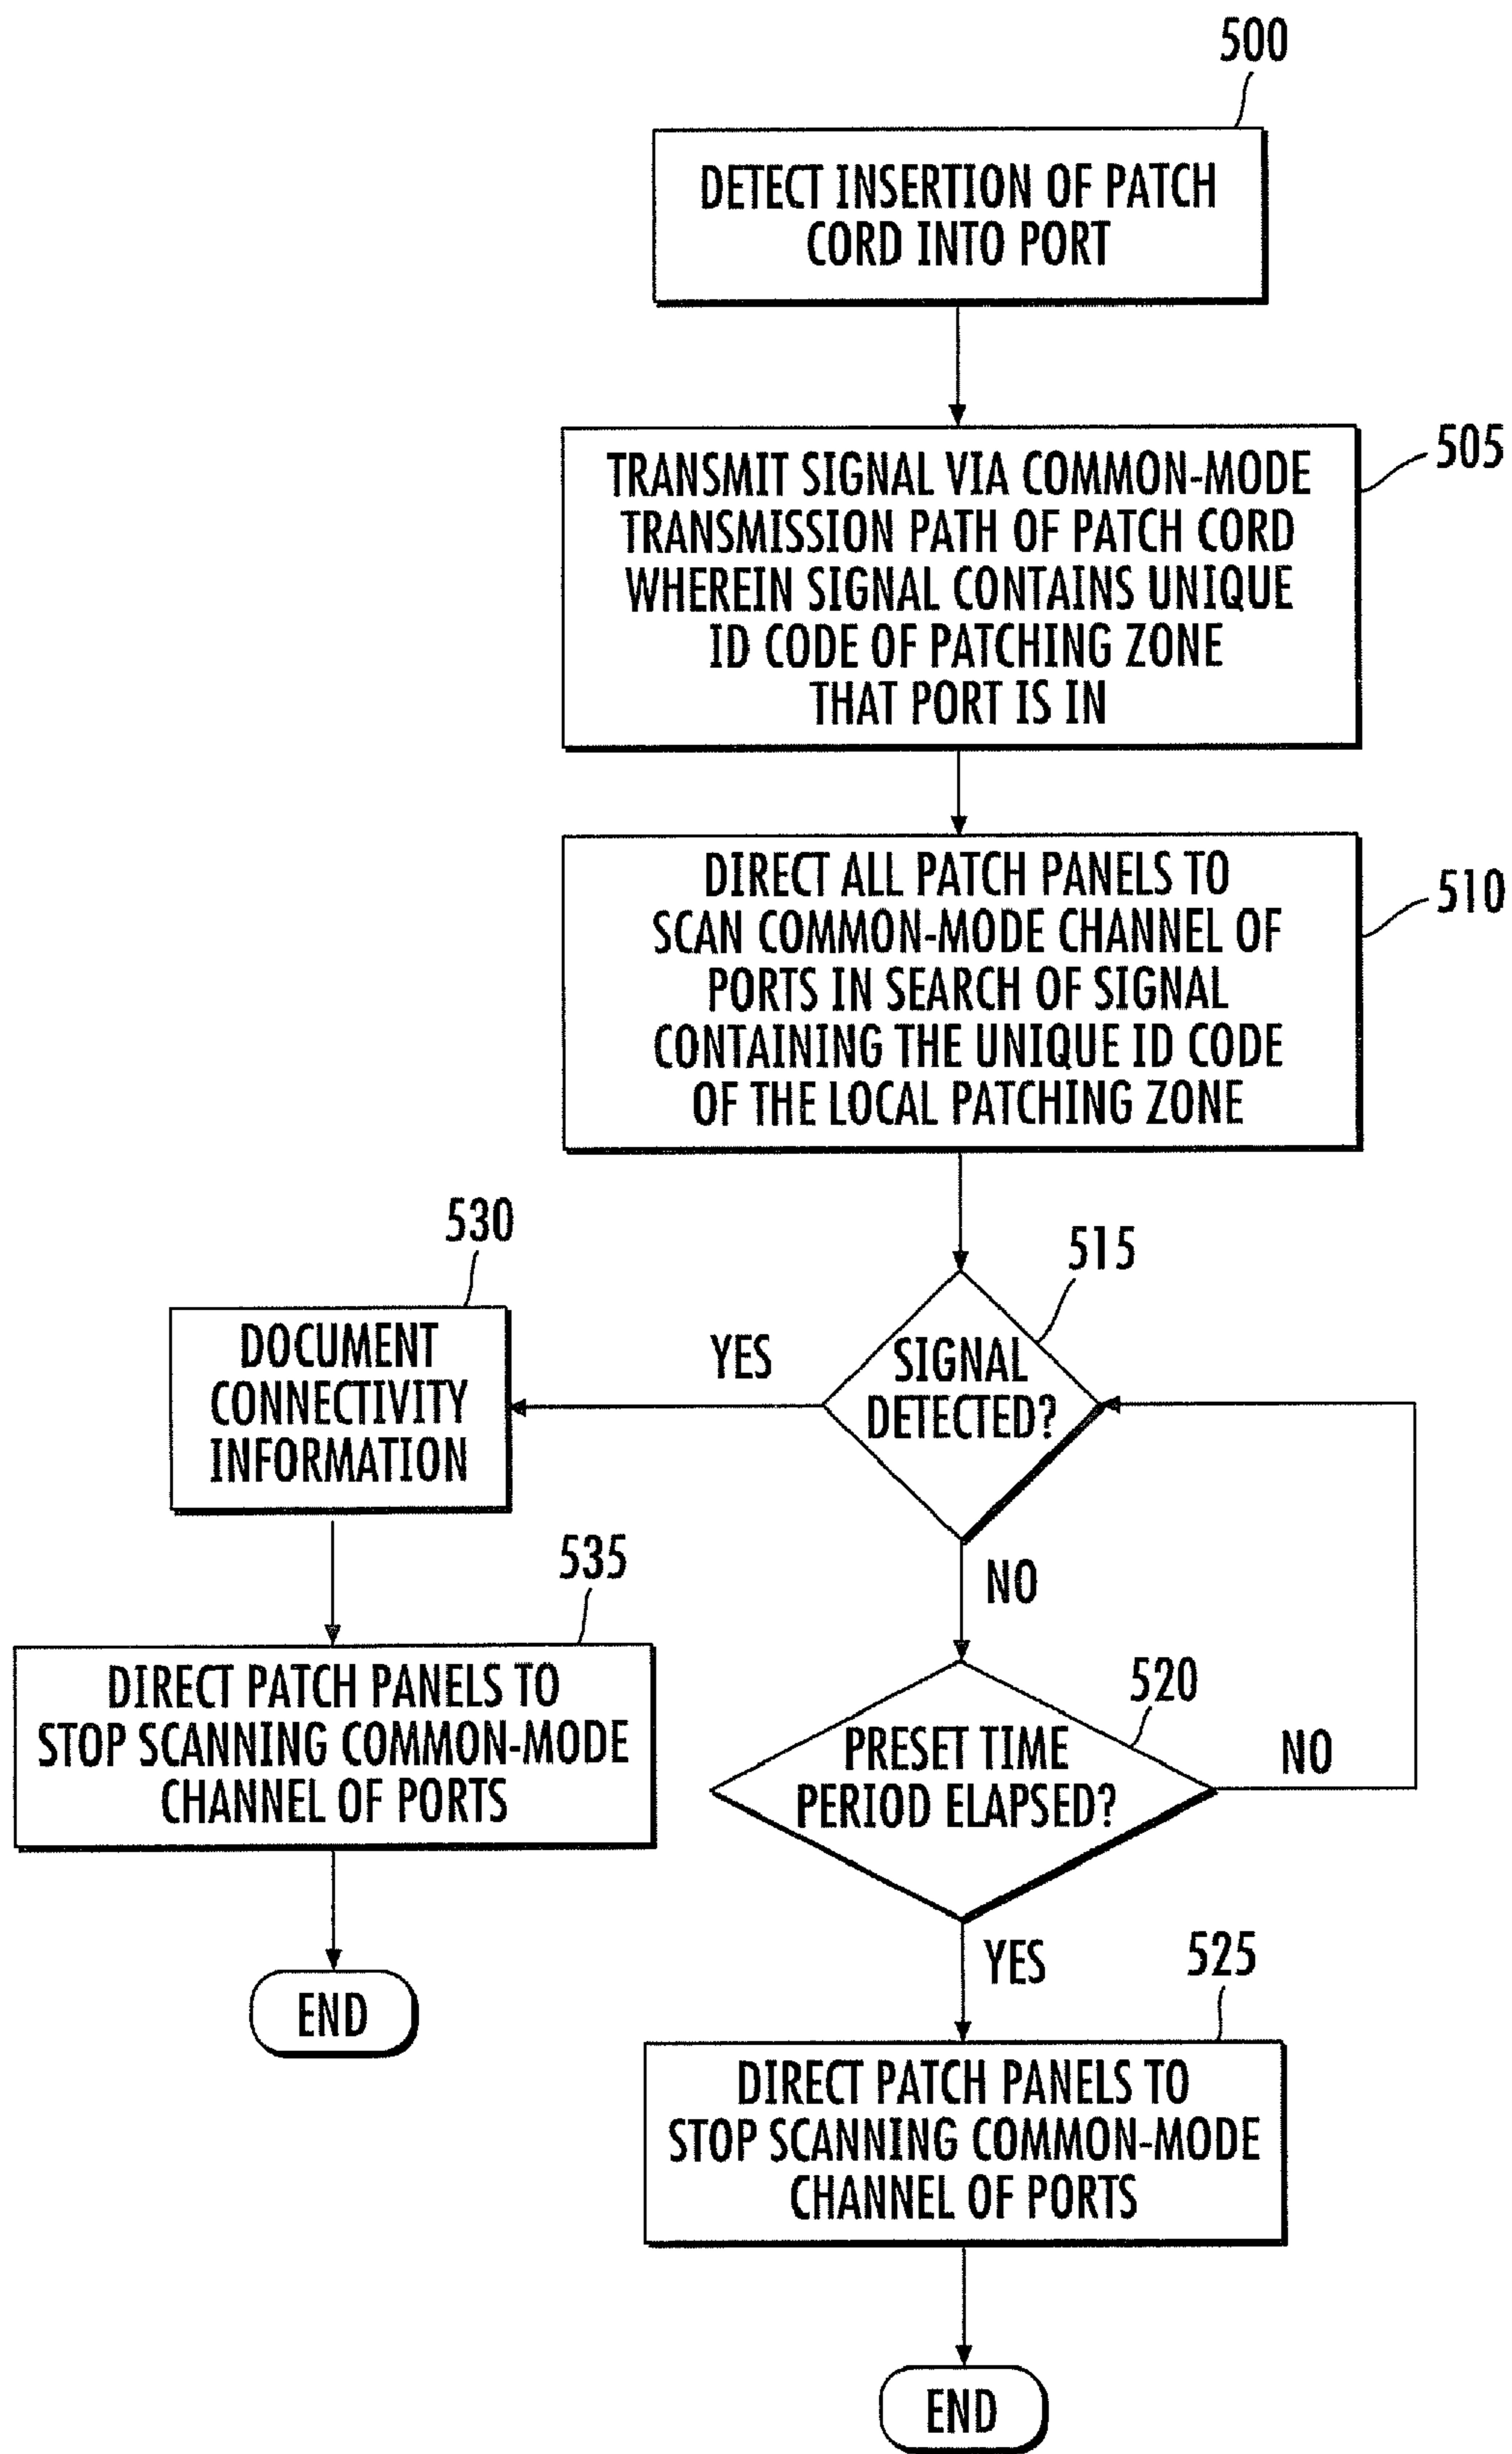 500
DETECT INSERTION OF PATCH
CORD INTO PORT
505
TRANSMIT SIGNAL VIA COMMON-MODE
TRANSMISSION PATH OF PATCH CORD
WHEREIN SIGNAL CONTAINS UNIQUE
ID CODE OF PATCHING ZONE
THAT PORT IS IN
510
DIRECT ALL PATCH PANELS TO
SCAN COMMON-MODE CHANNEL OF
PORTS IN SEARCH OF SIGNAL
CONTAINING THE UNIQUE ID CODE
OF THE LOCAL PATCHING ZONE
515
SIGNAL
DETECTED?
YES
530
DOCUMENT
CONNECTIVITY
INFORMATION
535
DIRECT PATCH PANELS TO
STOP SCANNING COMMON-MODE
CHANNEL OF PORTS
END
NO
520
PRESET TIME
PERIOD ELAPSED?
NO
YES
525
DIRECT PATCH PANELS TO
STOP SCANNING COMMON-MODE
CHANNEL OF PORTS
END